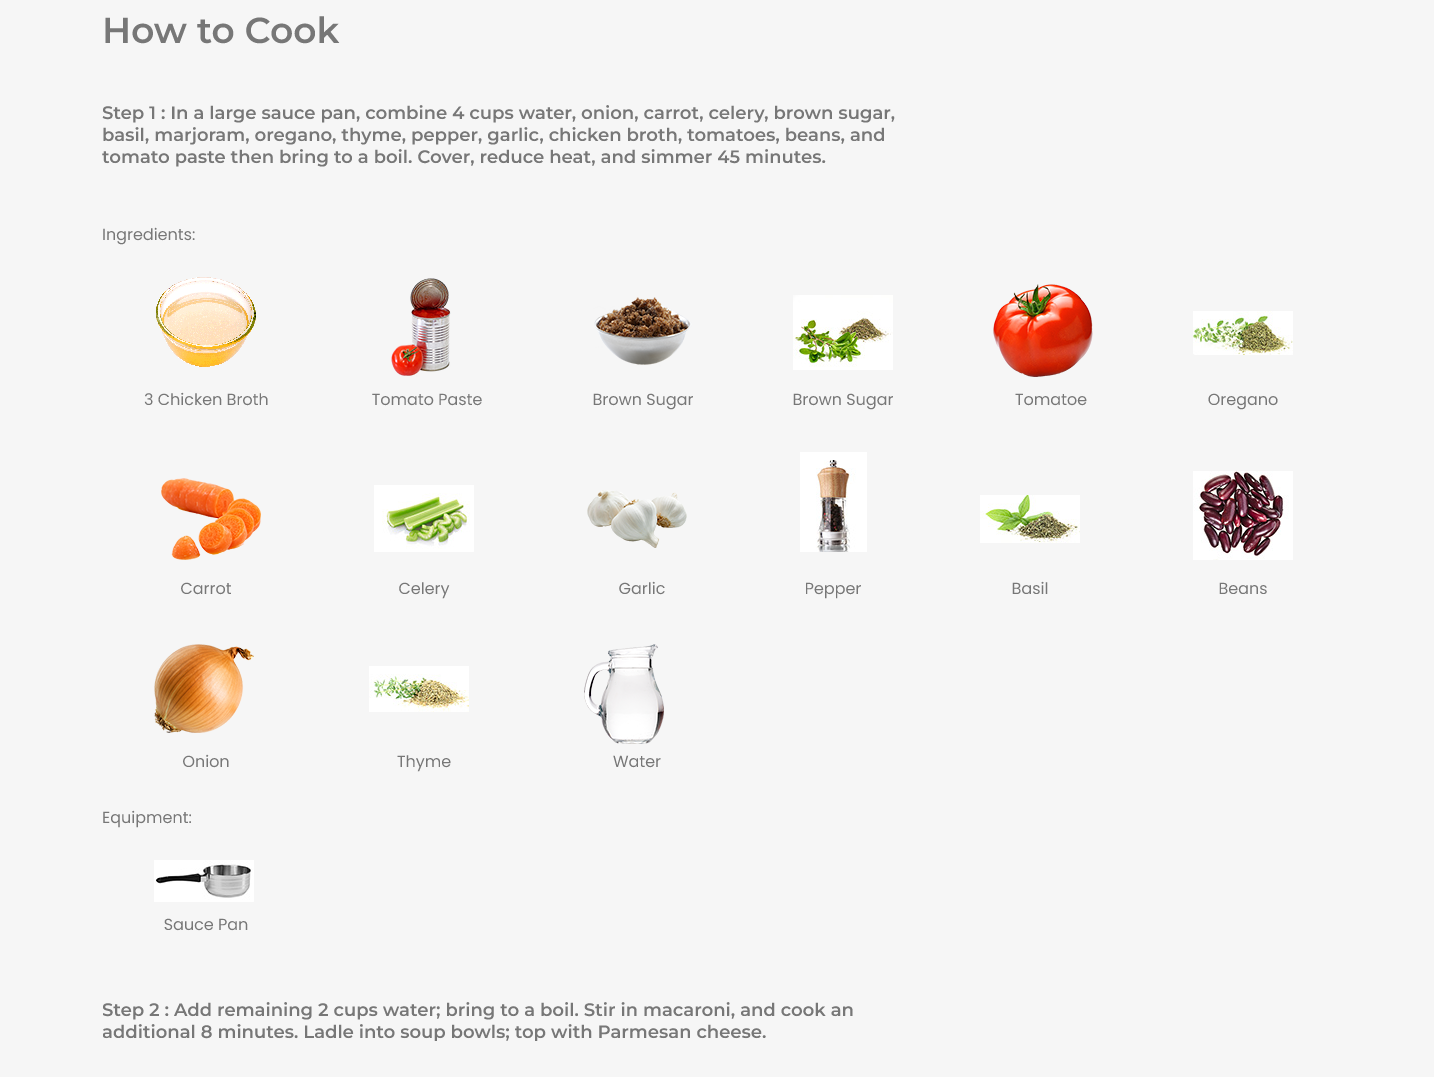 How to Cook
Step 1 : In a large sauce pan, combine 4 cups water, onion, carrot, celery, brown sugar,
basil, marjoram, oregano, thyme, pepper, garlic, chicken broth, tomatoes, beans, and
tomato paste then bring to a boil. Cover, reduce heat, and simmer 45 minutes.
Ingredients:
3 Chicken Broth
Tomato Paste
Brown Sugar
Brown Sugar
Tomatoe
Oregano
Carrot
Celery
Garlic
Pepper
Basil
Beans
Onion
Thyme
Water
Equipment:
Sauce Pan
Step 2 : Add remaining 2 cups water; bring to a boil. Stir in macaroni, and cook an
additional 8 minutes. Ladle into soup bowls; top with Parmesan cheese.